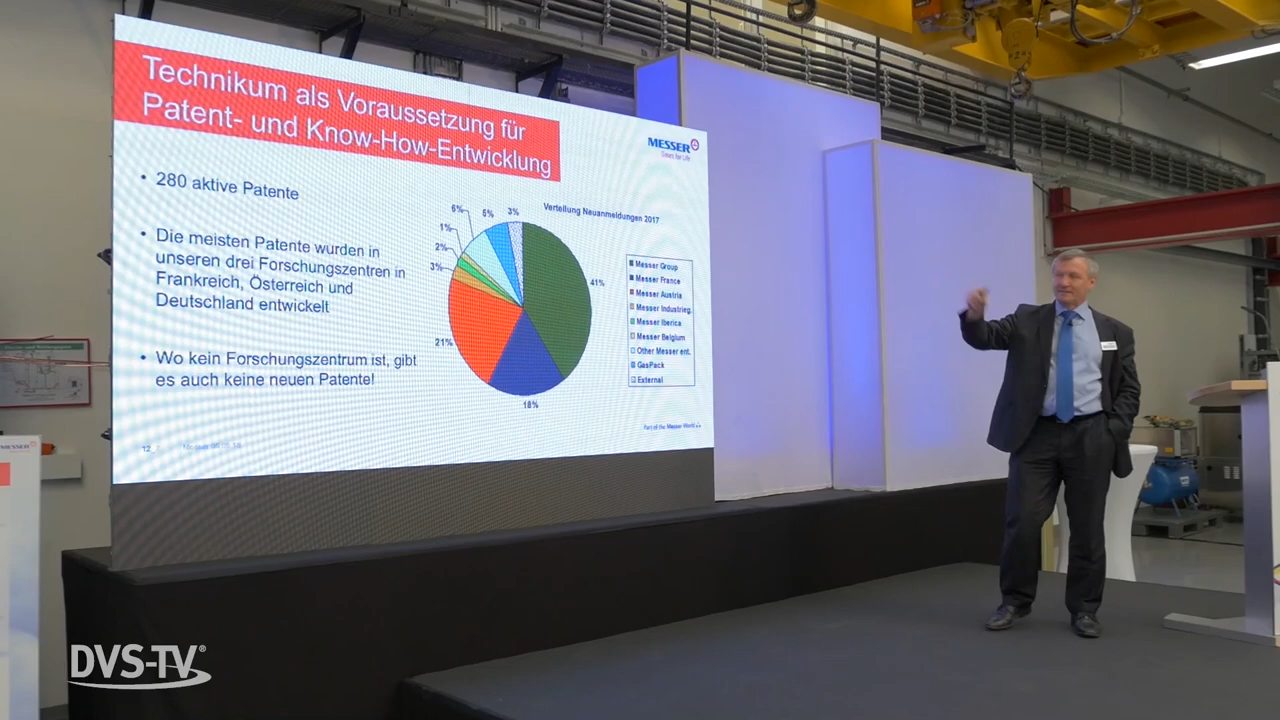 Technikum als Voraussetzung für
Patent- und Know-How-Entwicklung
MESSER
Gases for Life
• 280 aktive Patente
• Die meisten Patente wurden in
unseren drei Forschungszentren in
Frankreich, Österreich und
Deutschland entwickelt
• Wo kein Forschungszentrum ist, gibt
es auch keine neuen Patente!
Verteilung Neuanmeldungen 2017
6%
5%
3%
1%
2%
3%
41%
21%
18%
Messer Group
Messer France
Messer Austria
Messer Industriegs.
Messer Iberica
Messer Belgium
Other Messer ent.
GasPack
External
12
Part of the Messer World
MESSER
DVS-TV®